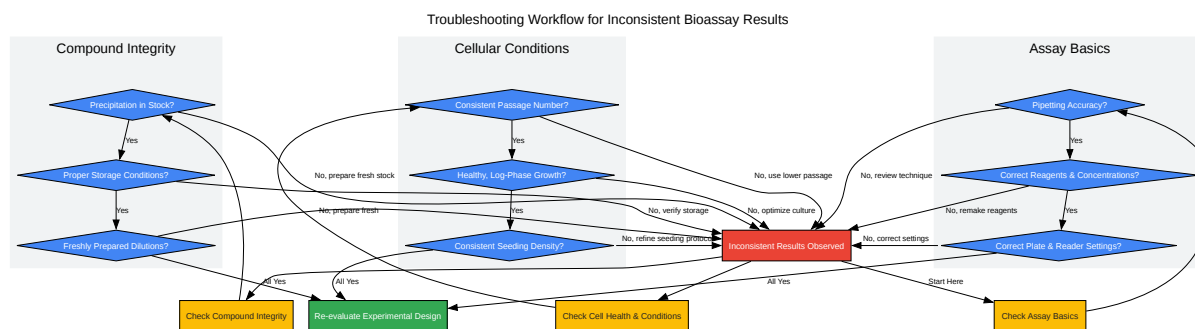 Troubleshooting Workflow for Inconsistent Bioassay Results
Compound Integrity
Cellular Conditions
Assay Basics
Precipitation in Stock?
Consistent Passage Number?
Pipetting Accuracy?
Yes
Yes
Yes
Proper Storage Conditions?
No, prepare fresh stock
Healthy, Log-Phase Growth?
No, use lower passage
No, review technique
Correct Reagents & Concentrations?
Yes
No, prepare fresh
Yes
No, verify storage
No, optimize culture
No, remake reagents
Yes
Freshly Prepared Dilutions?
Consistent Seeding Density?
No, refine seeding protocol
Inconsistent Results Observed
No, correct settings
Correct Plate & Reader Settings?
All Yes
All Yes
All Yes
Start Here
Check Compound Integrity
Re-evaluate Experimental Design
Check Cell Health & Conditions
Check Assay Basics